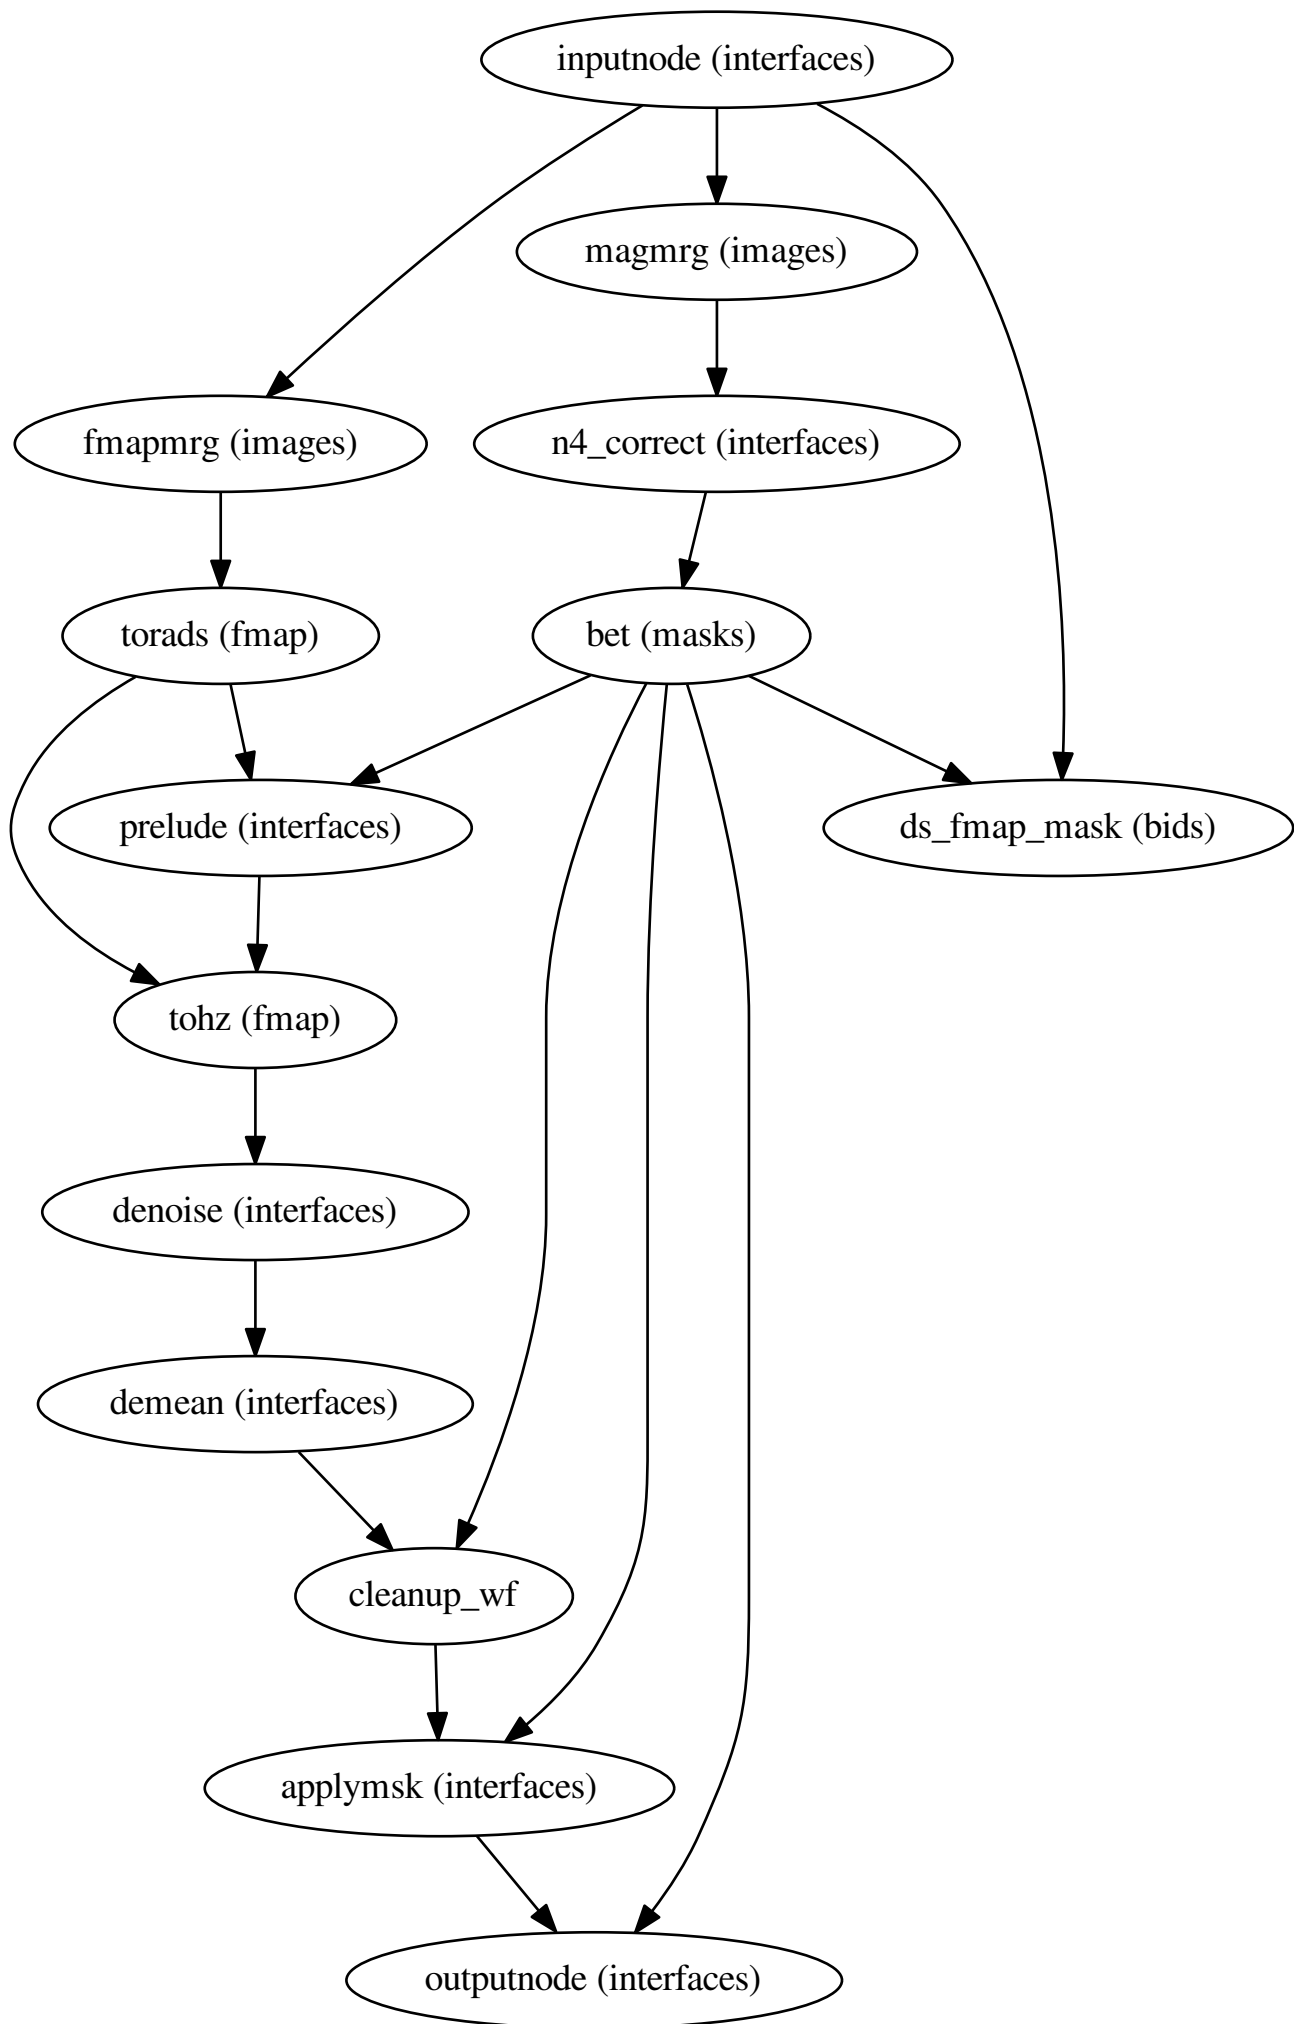 inputnode (interfaces)
magmrg (images)
fmapmrg (images)
n4_correct (interfaces)
torads (fmap)
bet (masks)
prelude (interfaces)
ds_fmap_mask (bids)
tohz (fmap)
denoise (interfaces)
demean (interfaces)
cleanup_wf
applymsk (interfaces)
outputnode (interfaces)